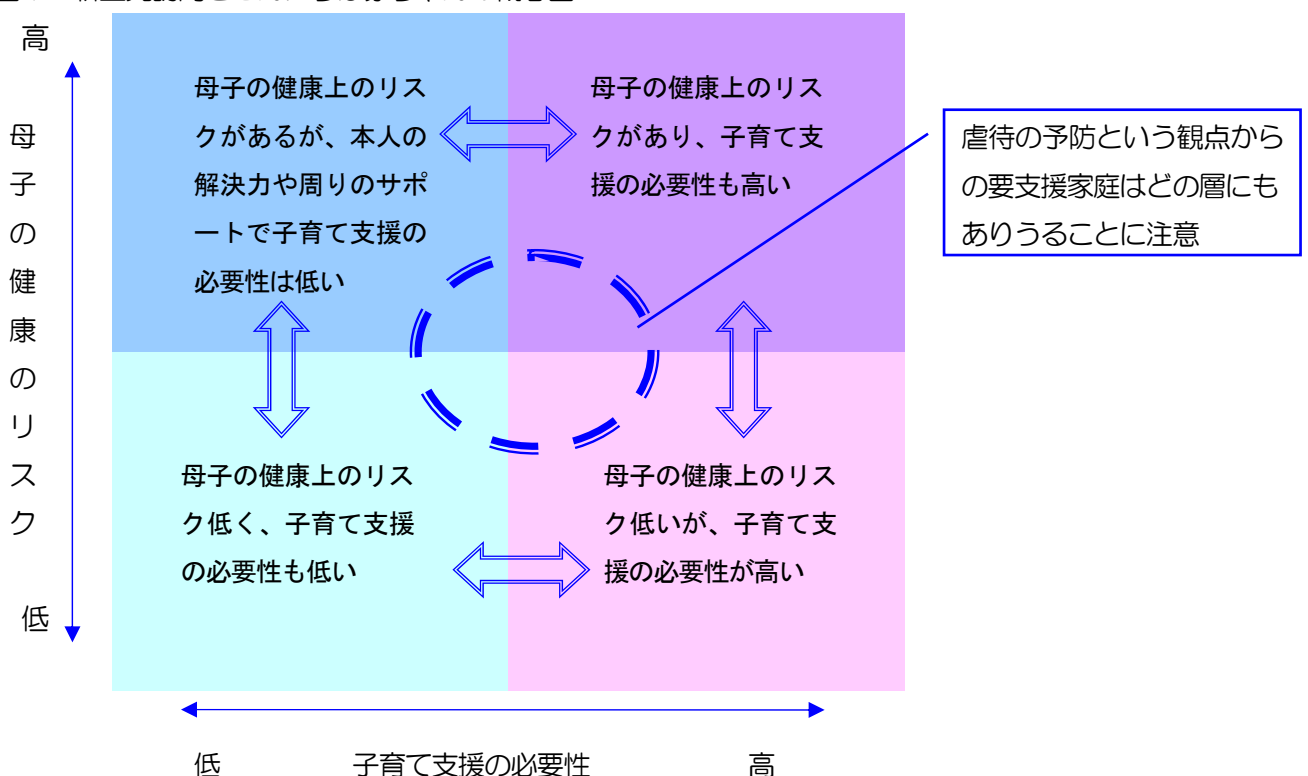 高
母子の健康のリスク
低
母子の健康上のリス
クがあるが、本人の
解決力や周りのサポ
ートで子育て支援の
必要性は低い
母子の健康上のリス
クがあり、子育て支
援の必要性も高い
虐待の予防という観点から
の要支援家庭はどの層にも
ありうることに注意
母子の健康上のリス
ク低く、子育て支援
の必要性も低い
母子の健康上のリス
ク低いが、子育て支
援の必要性が高い
低 子育て支援の必要性 高